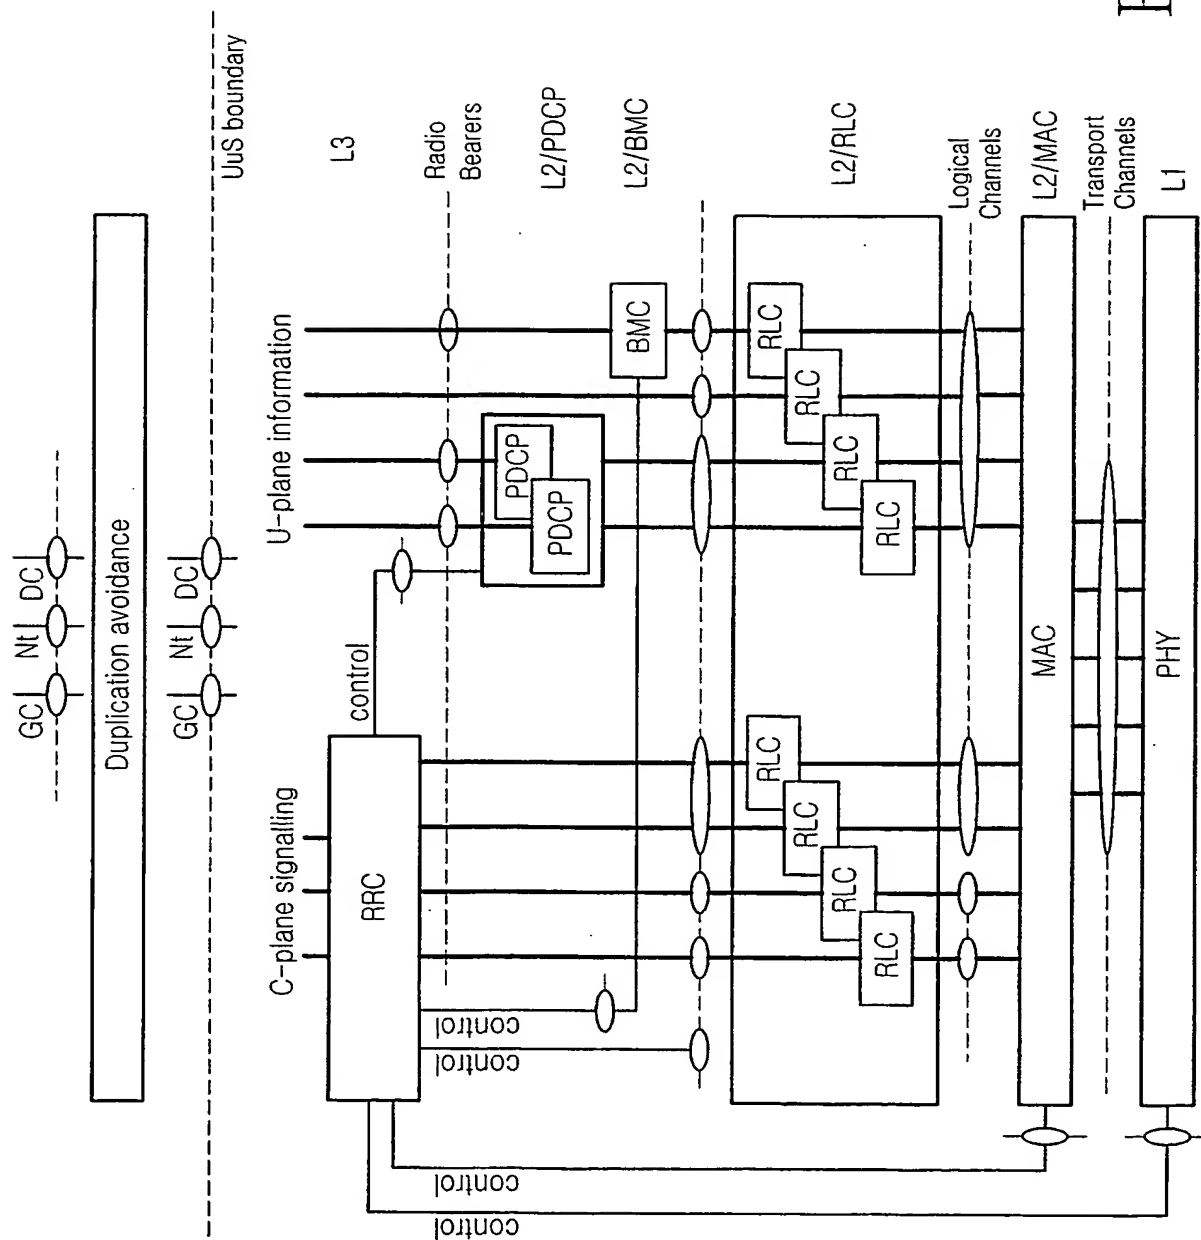 GC Nt DC
Duplication avoidance
GC Nt DC
UuS boundary
C-plane signalling
U-plane information
L3
RRC
control
Radio
Bearers
control
control
PDCP
PDCP
L2/PDCP
BMC
L2/BMC
control
control
RLC
RLC
RLC
RLC
RLC
RLC
RLC
RLC
L2/RLC
Logical
Channels
MAC
L2/MAC
Transport
Channels
PHY
L1